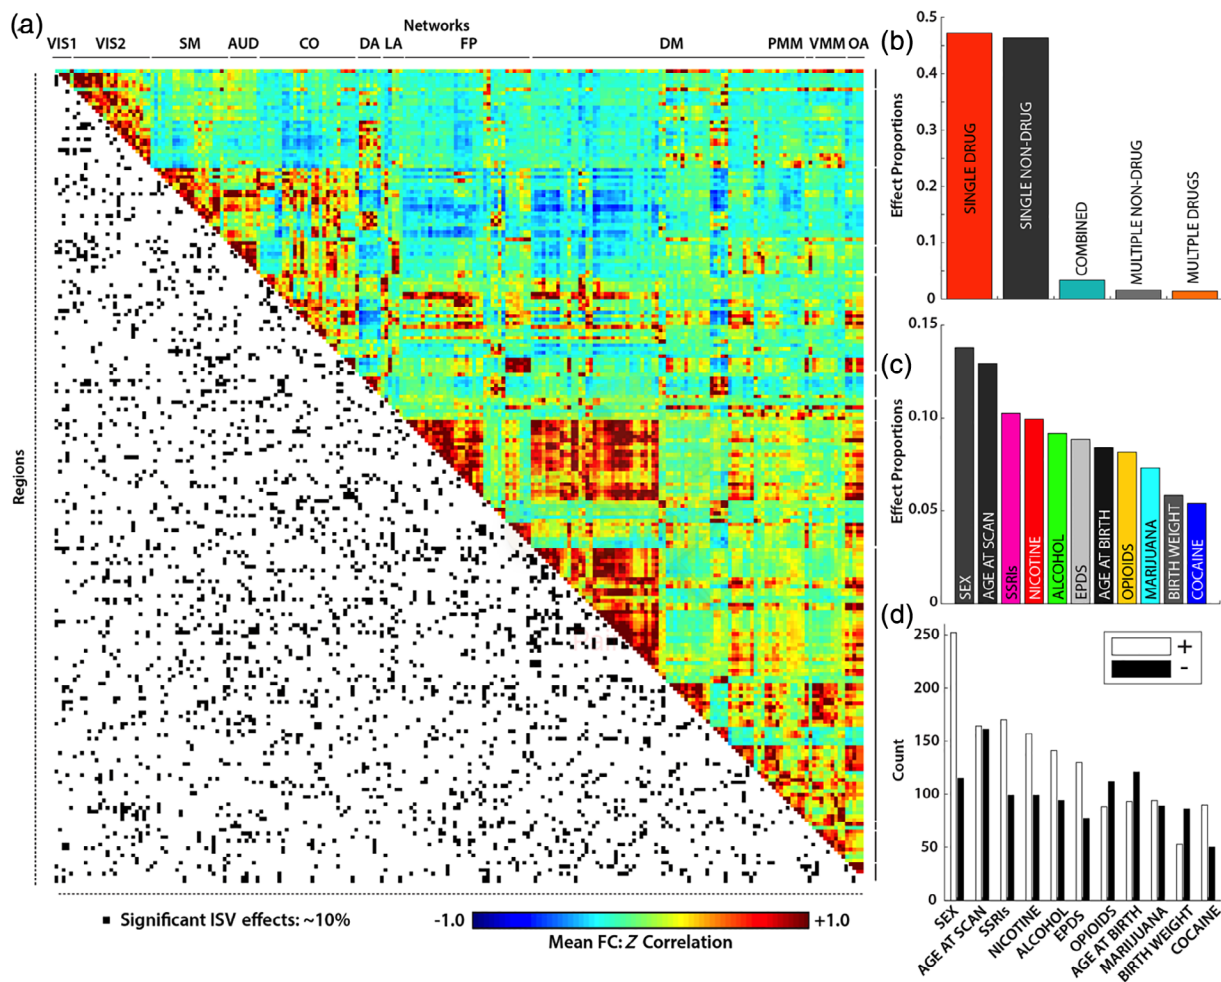 (a)
Networks
VIS1 VIS2 SM AUD CO DA LA FP DM PMM VMM OA
Regions
■ Significant ISV effects: ~10%
-1.0 +1.0
Mean FC: Z Correlation
(b)
Effect Proportions
0.5
0.4
0.3
0.2
0.1
0
SINGLE DRUG
SINGLE NON-DRUG
COMBINED
MULTIPLE NON-DRUG
MULTPLE DRUGS
(c)
Effect Proportions
0.15
0.10
0.05
0
SEX
AGE AT SCAN
SSRIs
NICOTINE
ALCOHOL
EPDS
AGE AT BIRTH
OPIOIDS
MARIJUANA
BIRTH WEIGHT
COCAINE
(d)
Count
250
200
150
100
50
0
+
-
SEX
AGE AT SCAN
SSRIs
NICOTINE
ALCOHOL
EPDS
OPIOIDS
AGE AT BIRTH
MARIJUANA
BIRTH WEIGHT
COCAINE